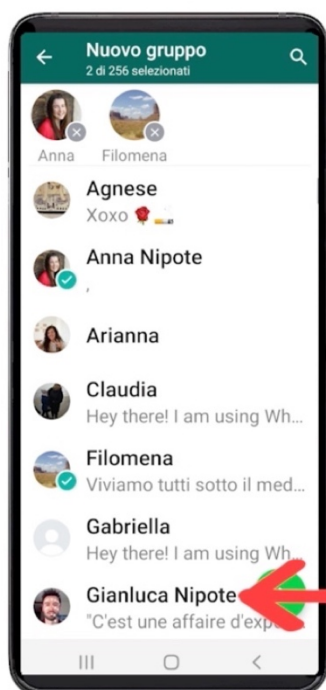 Nuovo gruppo
2 di 256 selezionati
Anna Filomena
Agnese
Xoxo 🌹🚬
Anna Nipote
,
Arianna
Claudia
Hey there! I am using Wh...
Filomena
Viviamo tutti sotto il med...
Gabriella
Hey there! I am using Wh...
Gianluca Nipote
"C'est une affaire d'exp